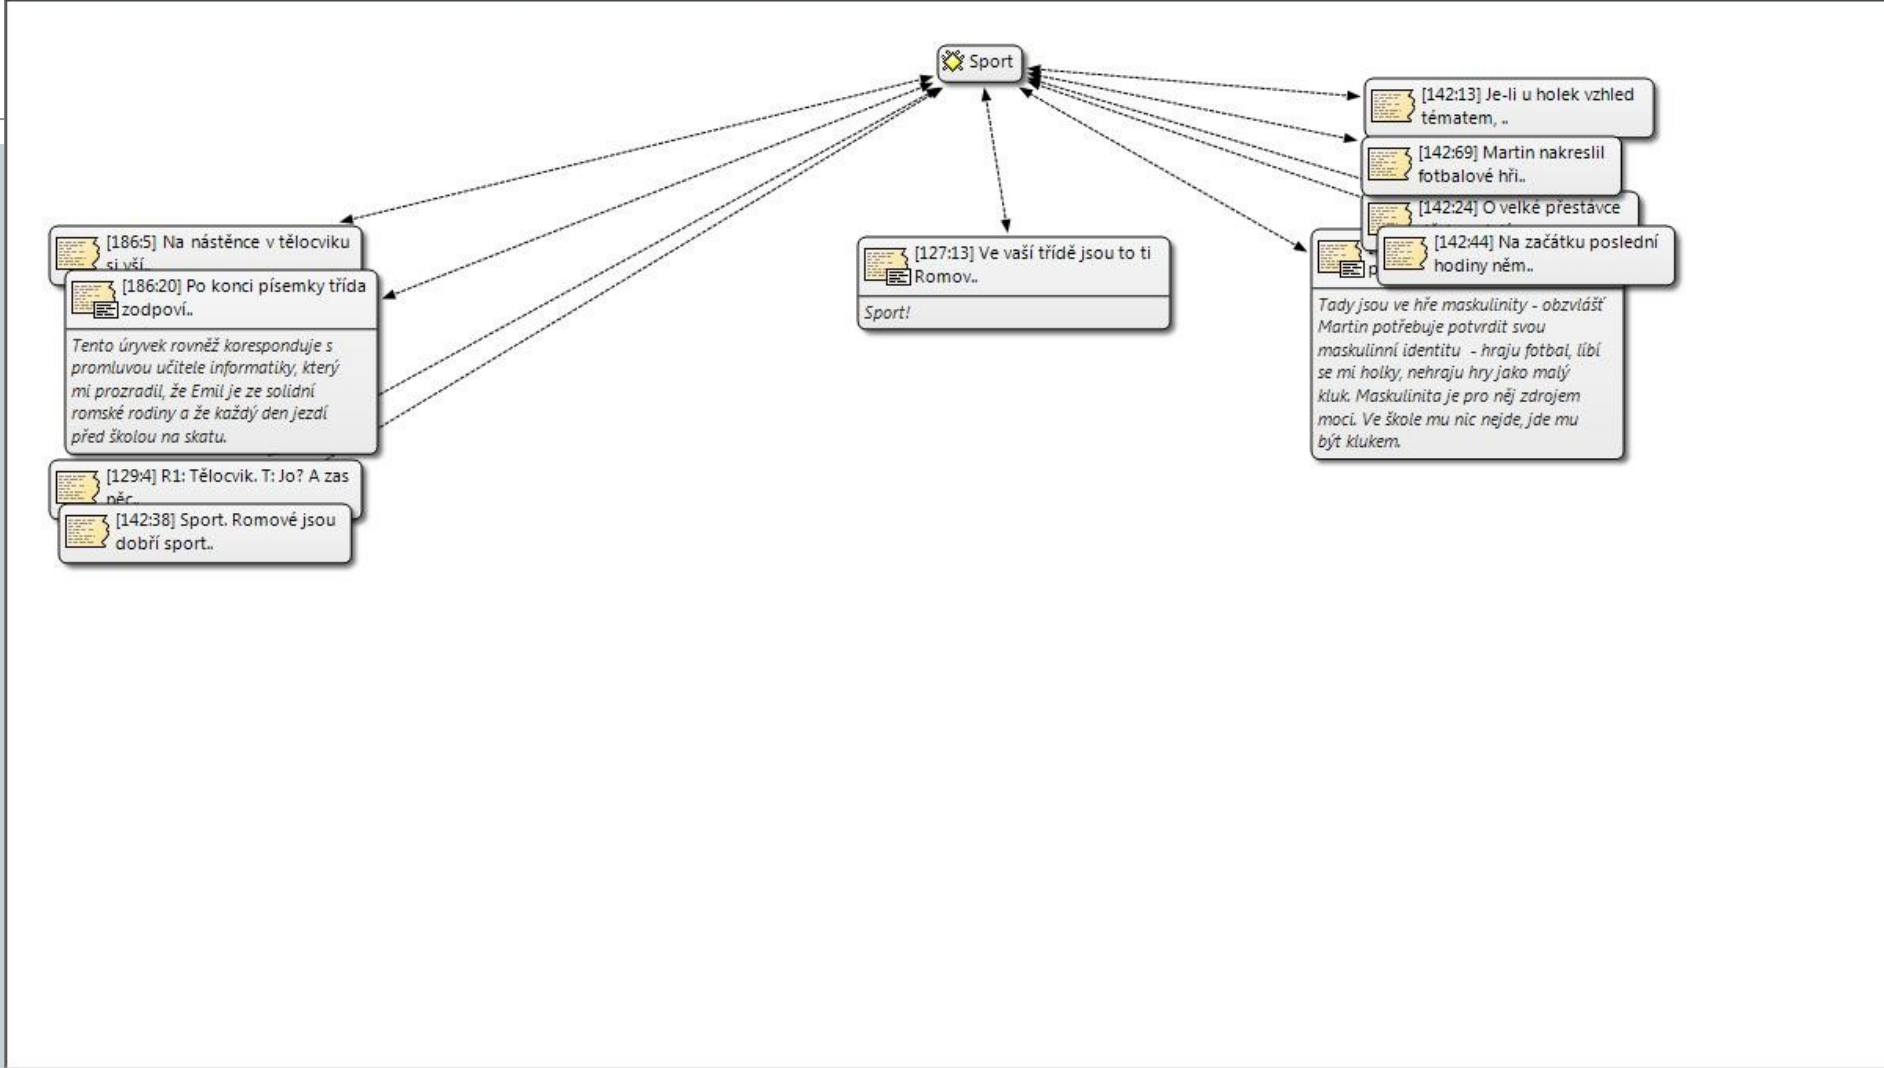 Sport
[186:5] Na nástěnce v tělocviku
si vší..
[186:20] Po konci písemky třída
zodpoví..
Tento úryvek rovněž koresponduje s
promluvou učitele informatiky, který
mi prozradil, že Emil je ze solidní
romské rodiny a že každý den jezdí
před školou na skatu.
[129:4] R1: Tělocvik. T: Jo? A zas
něc..
[142:38] Sport. Romové jsou
dobří sport..
[127:13] Ve vaší třídě jsou to ti
Romov..
Sport!
[142:13] Je-li u holek vzhled
tématem, ..
[142:69] Martin nakreslil
fotbalové hři..
[142:24] O velké přestávce
[142:44] Na začátku poslední
hodiny něm..
Tady jsou ve hře maskulinity - obzvlášť
Martin potřebuje potvrdit svou
maskulinní identitu - hraju fotbal, líbí
se mi holky, nehraju hry jako malý
kluk. Maskulinita je pro něj zdrojem
moci. Ve škole mu nic nejde, jde mu
být klukem.